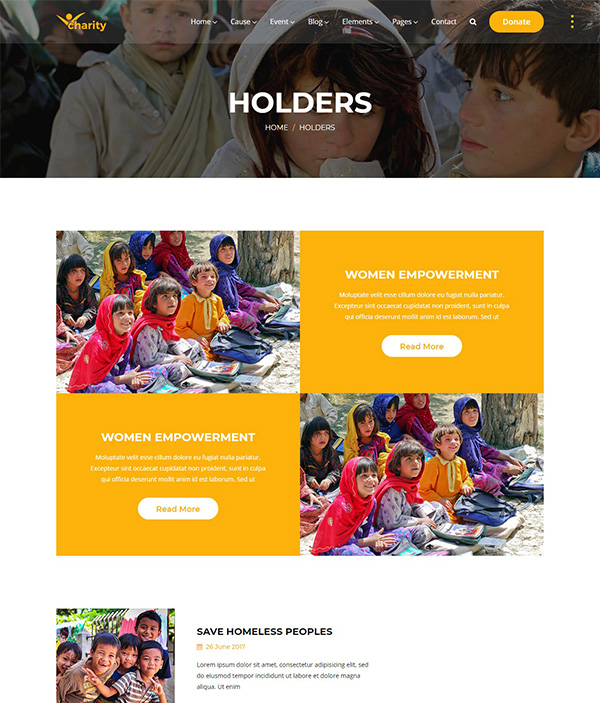 charity
Home Cause Event Blog Elements Pages Contact Donate
HOLDERS
HOME / HOLDERS
WOMEN EMPOWERMENT
Moluptate velit esse cillum dolore eu fugiat nulla pariatur.
Excepteur sint occaecat cupidatat non proident, sunt in culpa
qui officia deserunt mollit anim id est laborum. Sed ut
Read More
WOMEN EMPOWERMENT
Moluptate velit esse cillum dolore eu fugiat nulla pariatur.
Excepteur sint occaecat cupidatat non proident, sunt in culpa
qui officia deserunt mollit anim id est laborum. Sed ut
Read More
SAVE HOMELESS PEOPLES
26 June 2017
Lorem ipsum dolor sit amet, consectetur adipisicing elit, sed
do eiusmod tempor incididunt ut labore et dolore magna
aliqua. Ut enim